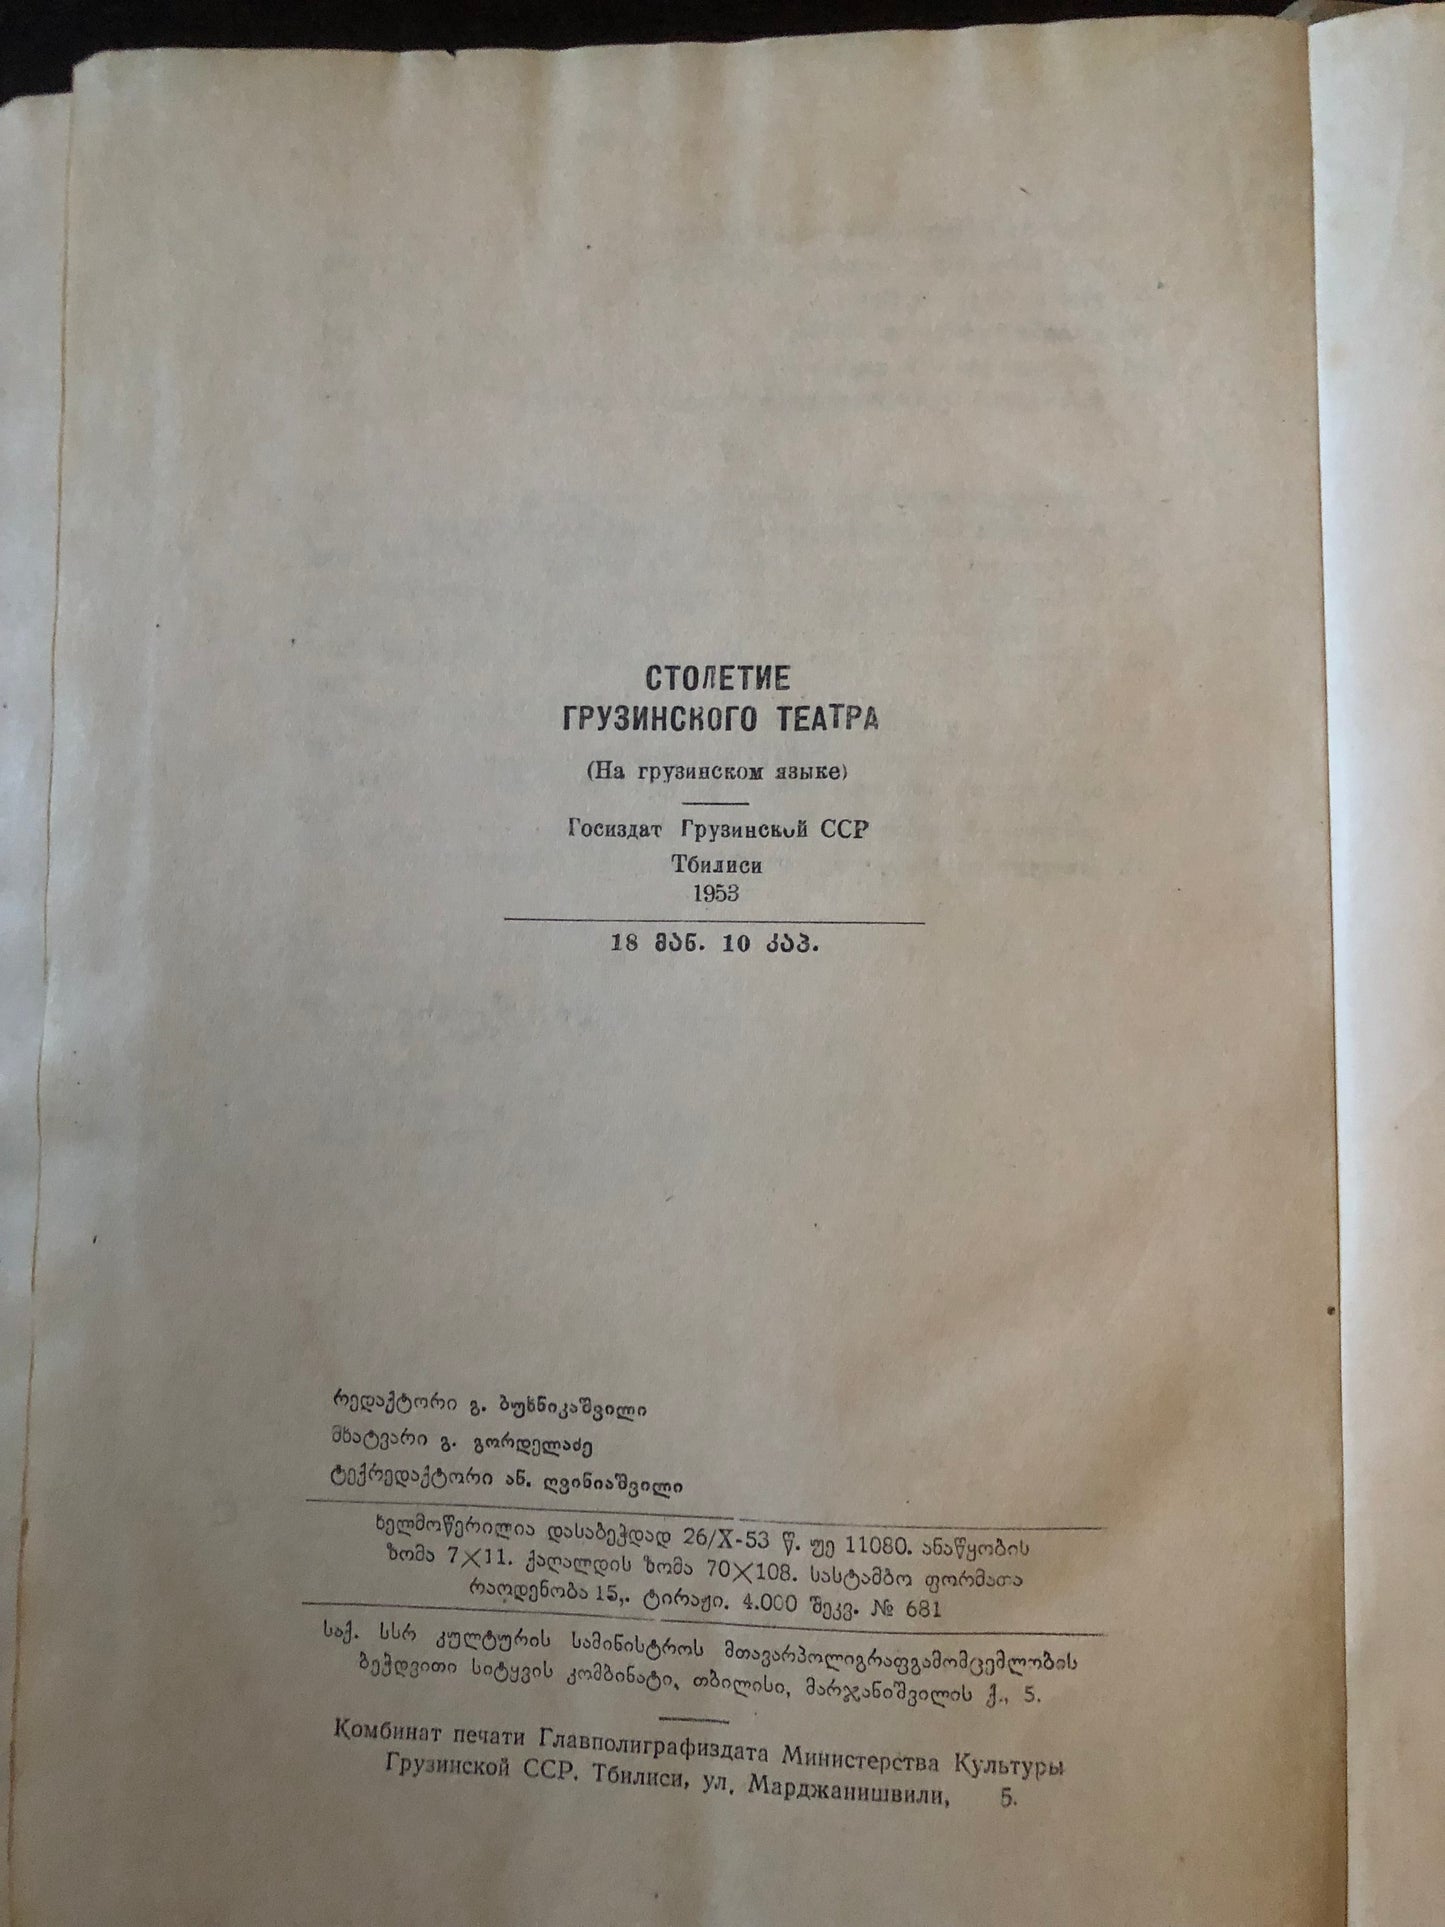 СТОЛЕТИЕ
ГРУЗИНСКОГО ТЕАТРА
(На грузинском языке)
Госиздат Грузинской ССР
Тбилиси
1953
18 მან. 10 კაპ.
რედაქტორი გ. ბუხნიკაშვილი
მხატვარი გ. გორდელაძე
ტექრედაქტორი ან. ღვინიაშვილი
ხელმოწერილია დასაბეჭდად 26/X-53 წ. უე 11080. ანაწყობის
ზომა 7×11. ქაღალდის ზომა 70×108. სასტამბო ფორმათა
რაოდენობა 15,. ტირაჟი. 4.000 შეკვ. № 681
საქ. სსრ კულტურის სამინისტროს მთავარპოლიგრაფგამომცემლობის
ბეჭდვითი სიტყვის კომბინატი, თბილისი, მარჯანიშვილის ქ., 5.
Комбинат печати Главполиграфиздата Министерства Культуры
Грузинской ССР. Тбилиси, ул. Марджанишвили, 5.